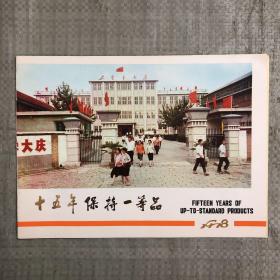 大庆
十五年保持一等品
FIFTEEN YEARS OF
UP-TO-STANDARD PRODUCTS